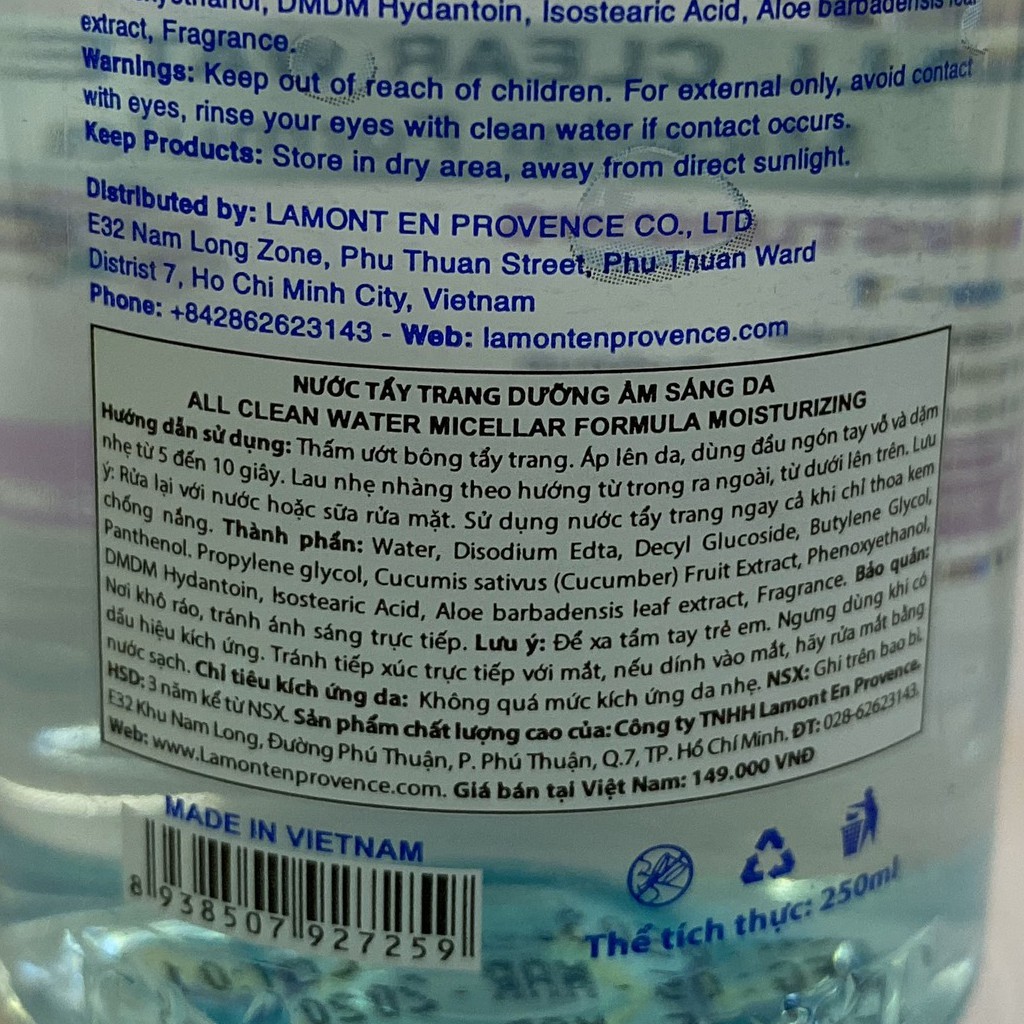 DMDM Hydantoin, Isostearic Acid, Aloe barbadensis leaf
extract, Fragrance.
Warnings: Keep out of reach of children. For external only, avoid contact
with eyes, rinse your eyes with clean water if contact occurs.
Keep Products: Store in dry area, away from direct sunlight.
Distributed by: LAMONT EN PROVENCE CO., LTD
E32 Nam Long Zone, Phu Thuan Street, Phu Thuan Ward
Distrist 7, Ho Chi Minh City, Vietnam
Phone: +842862623143 - Web: lamontenprovence.com
NƯỚC TẨY TRANG DƯỠNG ẨM SÁNG DA
ALL CLEAN WATER MICELLAR FORMULA MOISTURIZING
Hướng dẫn sử dụng: Thấm ướt bông tẩy trang. Áp lên da, dùng đầu ngón tay vỗ và dặm
nhẹ từ 5 đến 10 giây. Lau nhẹ nhàng theo hướng từ trong ra ngoài, từ dưới lên trên. Lưu
ý: Rửa lại với nước hoặc sữa rửa mặt. Sử dụng nước tẩy trang ngay cả khi chỉ thoa kem
chống nắng. Thành phần: Water, Disodium Edta, Decyl Glucoside, Butylene Glycol,
Panthenol. Propylene glycol, Cucumis sativus (Cucumber) Fruit Extract, Phenoxyethanol,
DMDM Hydantoin, Isostearic Acid, Aloe barbadensis leaf extract, Fragrance. Bảo quản:
Nơi khô ráo, tránh ánh sáng trực tiếp. Lưu ý: Để xa tầm tay trẻ em. Ngưng dùng khi có
dấu hiệu kích ứng. Tránh tiếp xúc trực tiếp với mắt, nếu dính vào mắt, hãy rửa mắt bằng
nước sạch. Chỉ tiêu kích ứng da: Không quá mức kích ứng da nhẹ. NSX: Ghi trên bao bì.
HSD: 3 năm kể từ NSX. Sản phẩm chất lượng cao của: Công ty TNHH Lamont En Provence.
E32 Khu Nam Long, Đường Phú Thuận, P. Phú Thuận, Q.7, TP. Hồ Chí Minh. ĐT: 028-62623143.
Web: www.Lamontenprovence.com. Giá bán tại Việt Nam: 149.000 VNĐ
MADE IN VIETNAM
8 938507 927259
Thế tích thực: 250ml